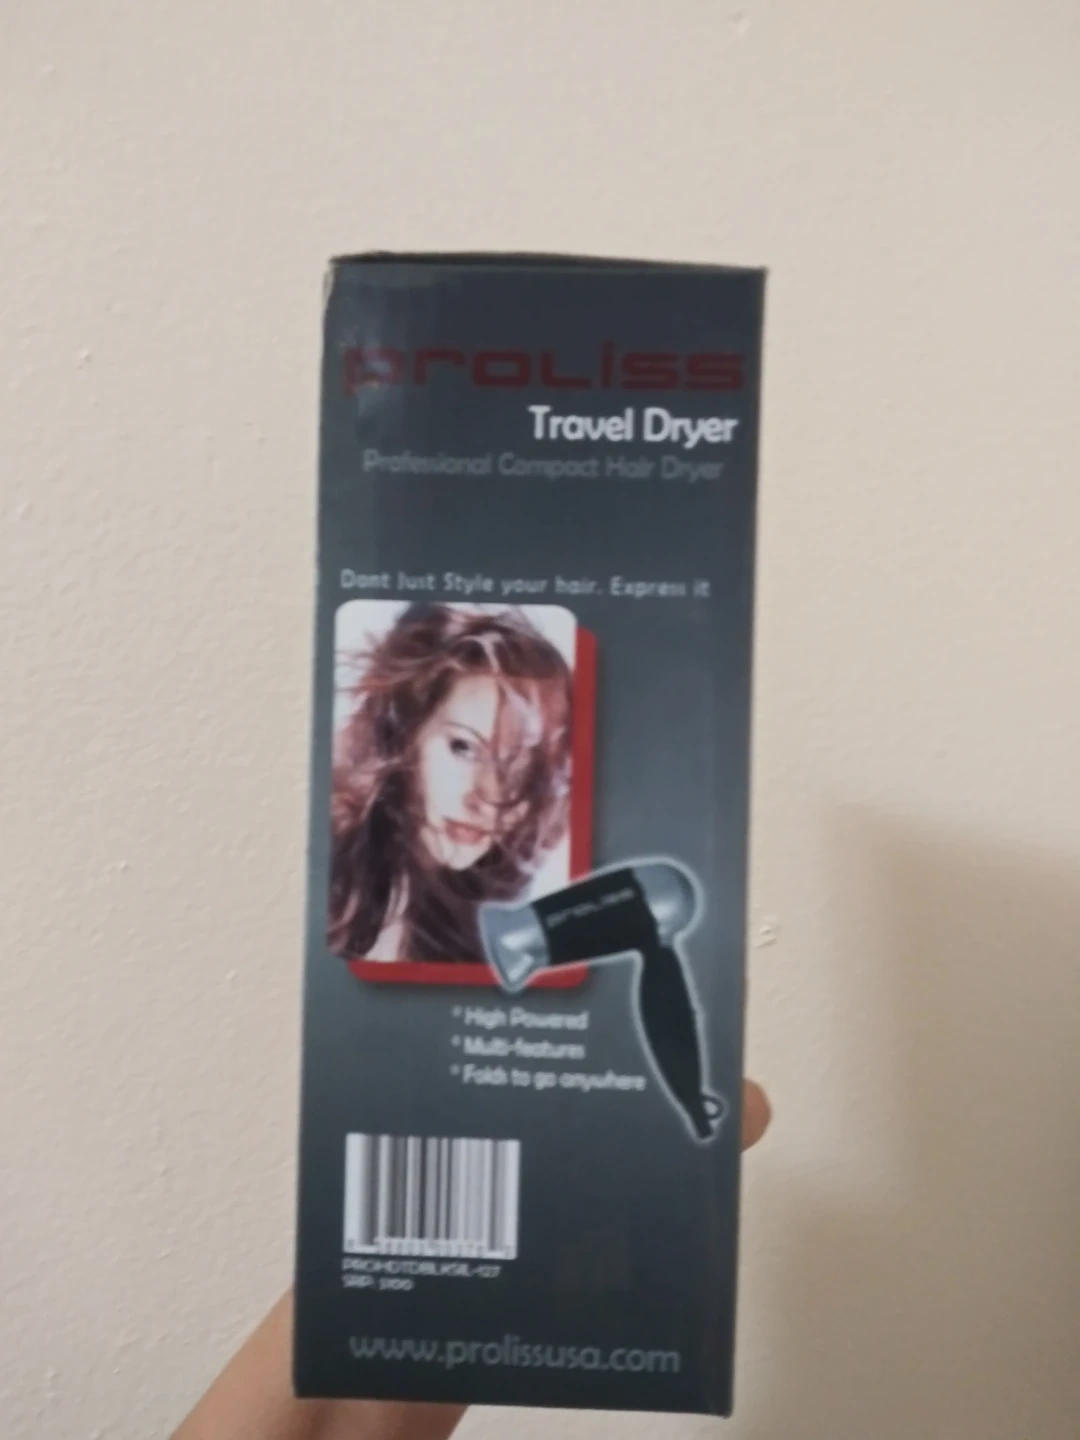 proliss
Travel Dryer
Professional Compact Hair Dryer
Dont Just Style your hair. Express it
proliss
* High Powered
* Multi-features
* Folds to go anywhere
www.prolissusa.com